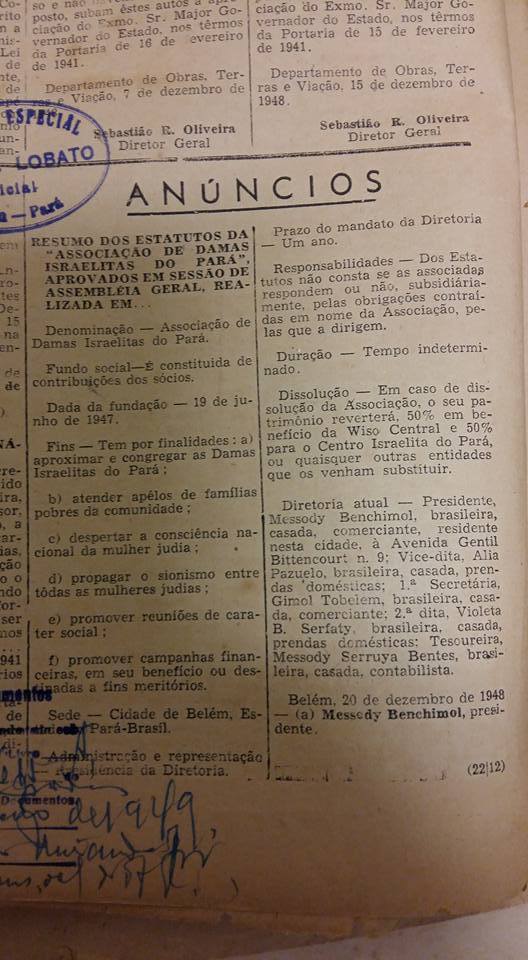 posto, subam êstes autos à
do Exmo. Sr. Major Go-
vernador do Estado, nos têrmos
da Portaria de 16 de evereiro
de 1941.
Departamento de Obras, Ter-
ras e Viação, 7 de dezembro de
Sebastião R. Oliveira
Diretor Geral
ciação do Exmo. Sr. Major Go-
vernador do Estado, nos têrmos
da Portaria de 15 de fevereiro
de 1941.
Departamento de Obras, Ter-
ras e Viação, 15 de dezembro de
1948.
Sebastião R. Oliveira
Diretor Geral
ESPECIAL
LOBATO
icial
— Pará
ANÚNCIOS
RESUMO DOS ESTATUTOS DA
"ASSOCIAÇÃO DE DAMAS
ISRAELITAS DO PARÁ",
APROVADOS EM SESSÃO DE
ASSEMBLÉIA GERAL, REA-
LIZADA EM...
Denominação — Associação de
Damas Israelitas do Pará.
Fundo social—É constituida de
contribuições dos sócios.
Dada da fundação — 19 de ju-
nho de 1947.
Fins — Tem por finalidades : a)
aproximar e congregar as Damas
Israelitas do Pará ;
b) atender apêlos de famílias
pobres da comunidade ;
c) despertar a consciência na-
cional da mulher judia ;
d) propagar o sionismo entre
tôdas as mulheres judias ;
e) promover reuniões de cara-
ter social ;
f) promover campanhas finan-
ceiras, em seu benefício ou des-
tinadas a fins meritórios.
Sede — Cidade de Belém, Es-
Pará-Brasil.
Administração e representação
— Presidência da Diretoria.
Prazo do mandato da Diretoria
— Um ano.
Responsabilidades — Dos Esta-
tutos não consta se as associadas
respondem ou não, subsidiária-
mente, pelas obrigações contraí-
das em nome da Associação, pe-
las que a dirigem.
Duração — Tempo indetermi-
nado.
Dissolução — Em caso de dis-
solução da Associação, o seu pa-
trimônio reverterá, 50% em be-
nefício da Wiso Central e 50%
para o Centro Israelita do Pará,
ou quaisquer outras entidades
que os venham substituir.
Diretoria atual — Presidente,
Messody Benchimol, brasileira,
casada, comerciante, residente
nesta cidade, à Avenida Gentil
Bittencourt n. 9; Vice-dita, Alia
Pazuelo, brasileira, casada, pren-
das domésticas; 1.ª Secretária,
Gimol Tobeiem, brasileira, casa-
da, comerciante; 2.ª dita, Violeta
B. Serfaty, brasileira, casada,
prendas domésticas: Tesoureira,
Messody Serruya Bentes, brasi-
leira, casada, contabilista.
Belém, 20 de dezembro de 1948
— (a) Messody Benchimol, presi-
dente.
(22|12)